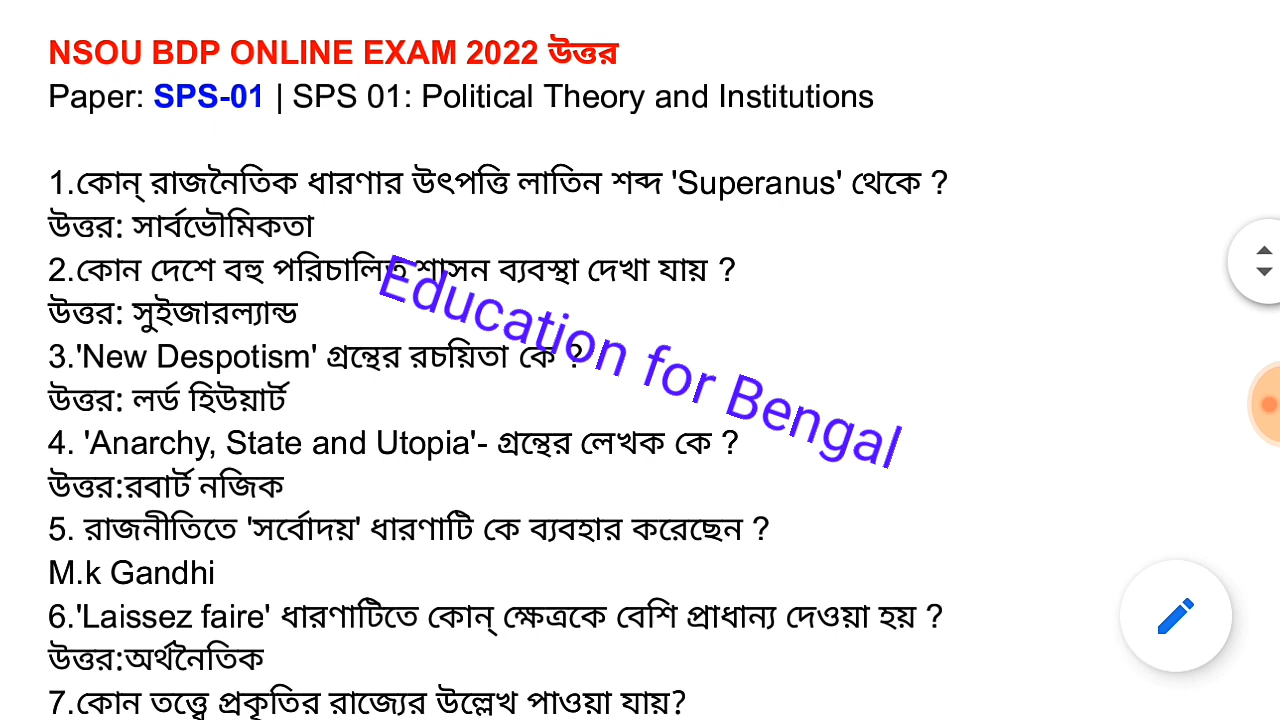 NSOU BDP ONLINE EXAM 2022 উত্তর
Paper: SPS-01 | SPS 01: Political Theory and Institutions
1.কোন্ রাজনৈতিক ধারণার উৎপত্তি লাতিন শব্দ 'Superanus' থেকে ?
উত্তর: সার্বভৌমিকতা
2.কোন দেশে বহু পরিচালিত শাসন ব্যবস্থা দেখা যায় ?
উত্তর: সুইজারল্যান্ড
3.'New Despotism' গ্রন্থের রচয়িতা কে ?
উত্তর: লর্ড হিউয়ার্ট
4. 'Anarchy, State and Utopia'- গ্রন্থের লেখক কে ?
উত্তর:রবার্ট নজিক
5. রাজনীতিতে 'সর্বোদয়' ধারণাটি কে ব্যবহার করেছেন ?
M.k Gandhi
6.'Laissez faire' ধারণাটিতে কোন্ ক্ষেত্রকে বেশি প্রাধান্য দেওয়া হয় ?
উত্তর:অর্থনৈতিক
7.কোন তত্ত্বে প্রকৃতির রাজ্যের উল্লেখ পাওয়া যায়?
Education for Bengal